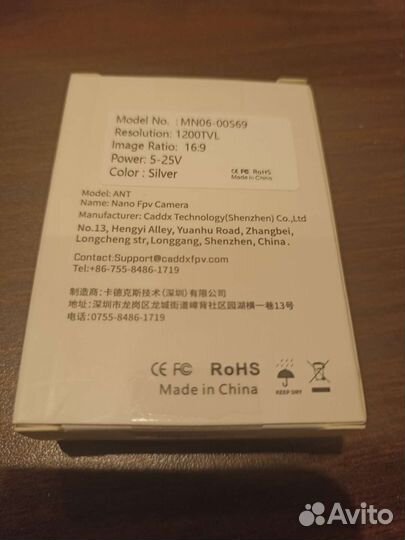 Model No. :MN06-00S69
Resolution: 1200TVL
Image Ratio: 16:9
Power: 5-25V
Color : Silver
CE FC RoHS
Made in China
Model: ANT
Name: Nano Fpv Camera
Manufacturer: Caddx Technology(Shenzhen) Co.,Ltd
No.13, Hengyi Alley, Yuanhu Road, Zhangbei,
Longcheng str, Longgang, Shenzhen, China.
Contact:Support@caddxfpv.com
Tel:+86-755-8486-1719
制造商：卡德克斯技术（深圳）有限公司
地址：深圳市龙岗区龙城街道嶂背社区园湖横一巷13号
电话：0755-8486-1719
CE FC RoHS
KEEP DRY
Made in China
Avito